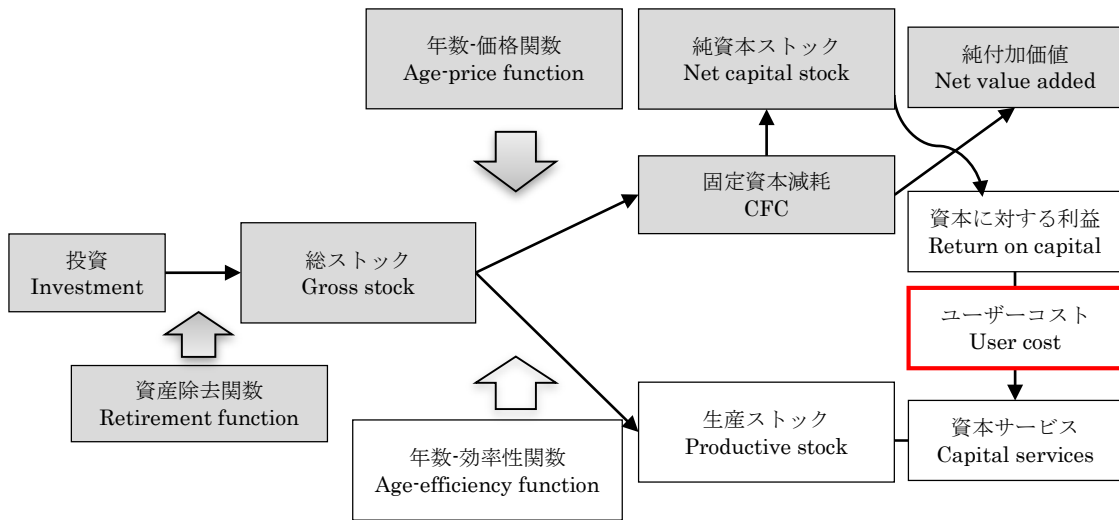 年数-価格関数
Age-price function
純資本ストック
Net capital stock
純付加価値
Net value added
固定資本減耗
CFC
資本に対する利益
Return on capital
投資
Investment
総ストック
Gross stock
ユーザーコスト
User cost
資産除去関数
Retirement function
年数-効率性関数
Age-efficiency function
生産ストック
Productive stock
資本サービス
Capital services